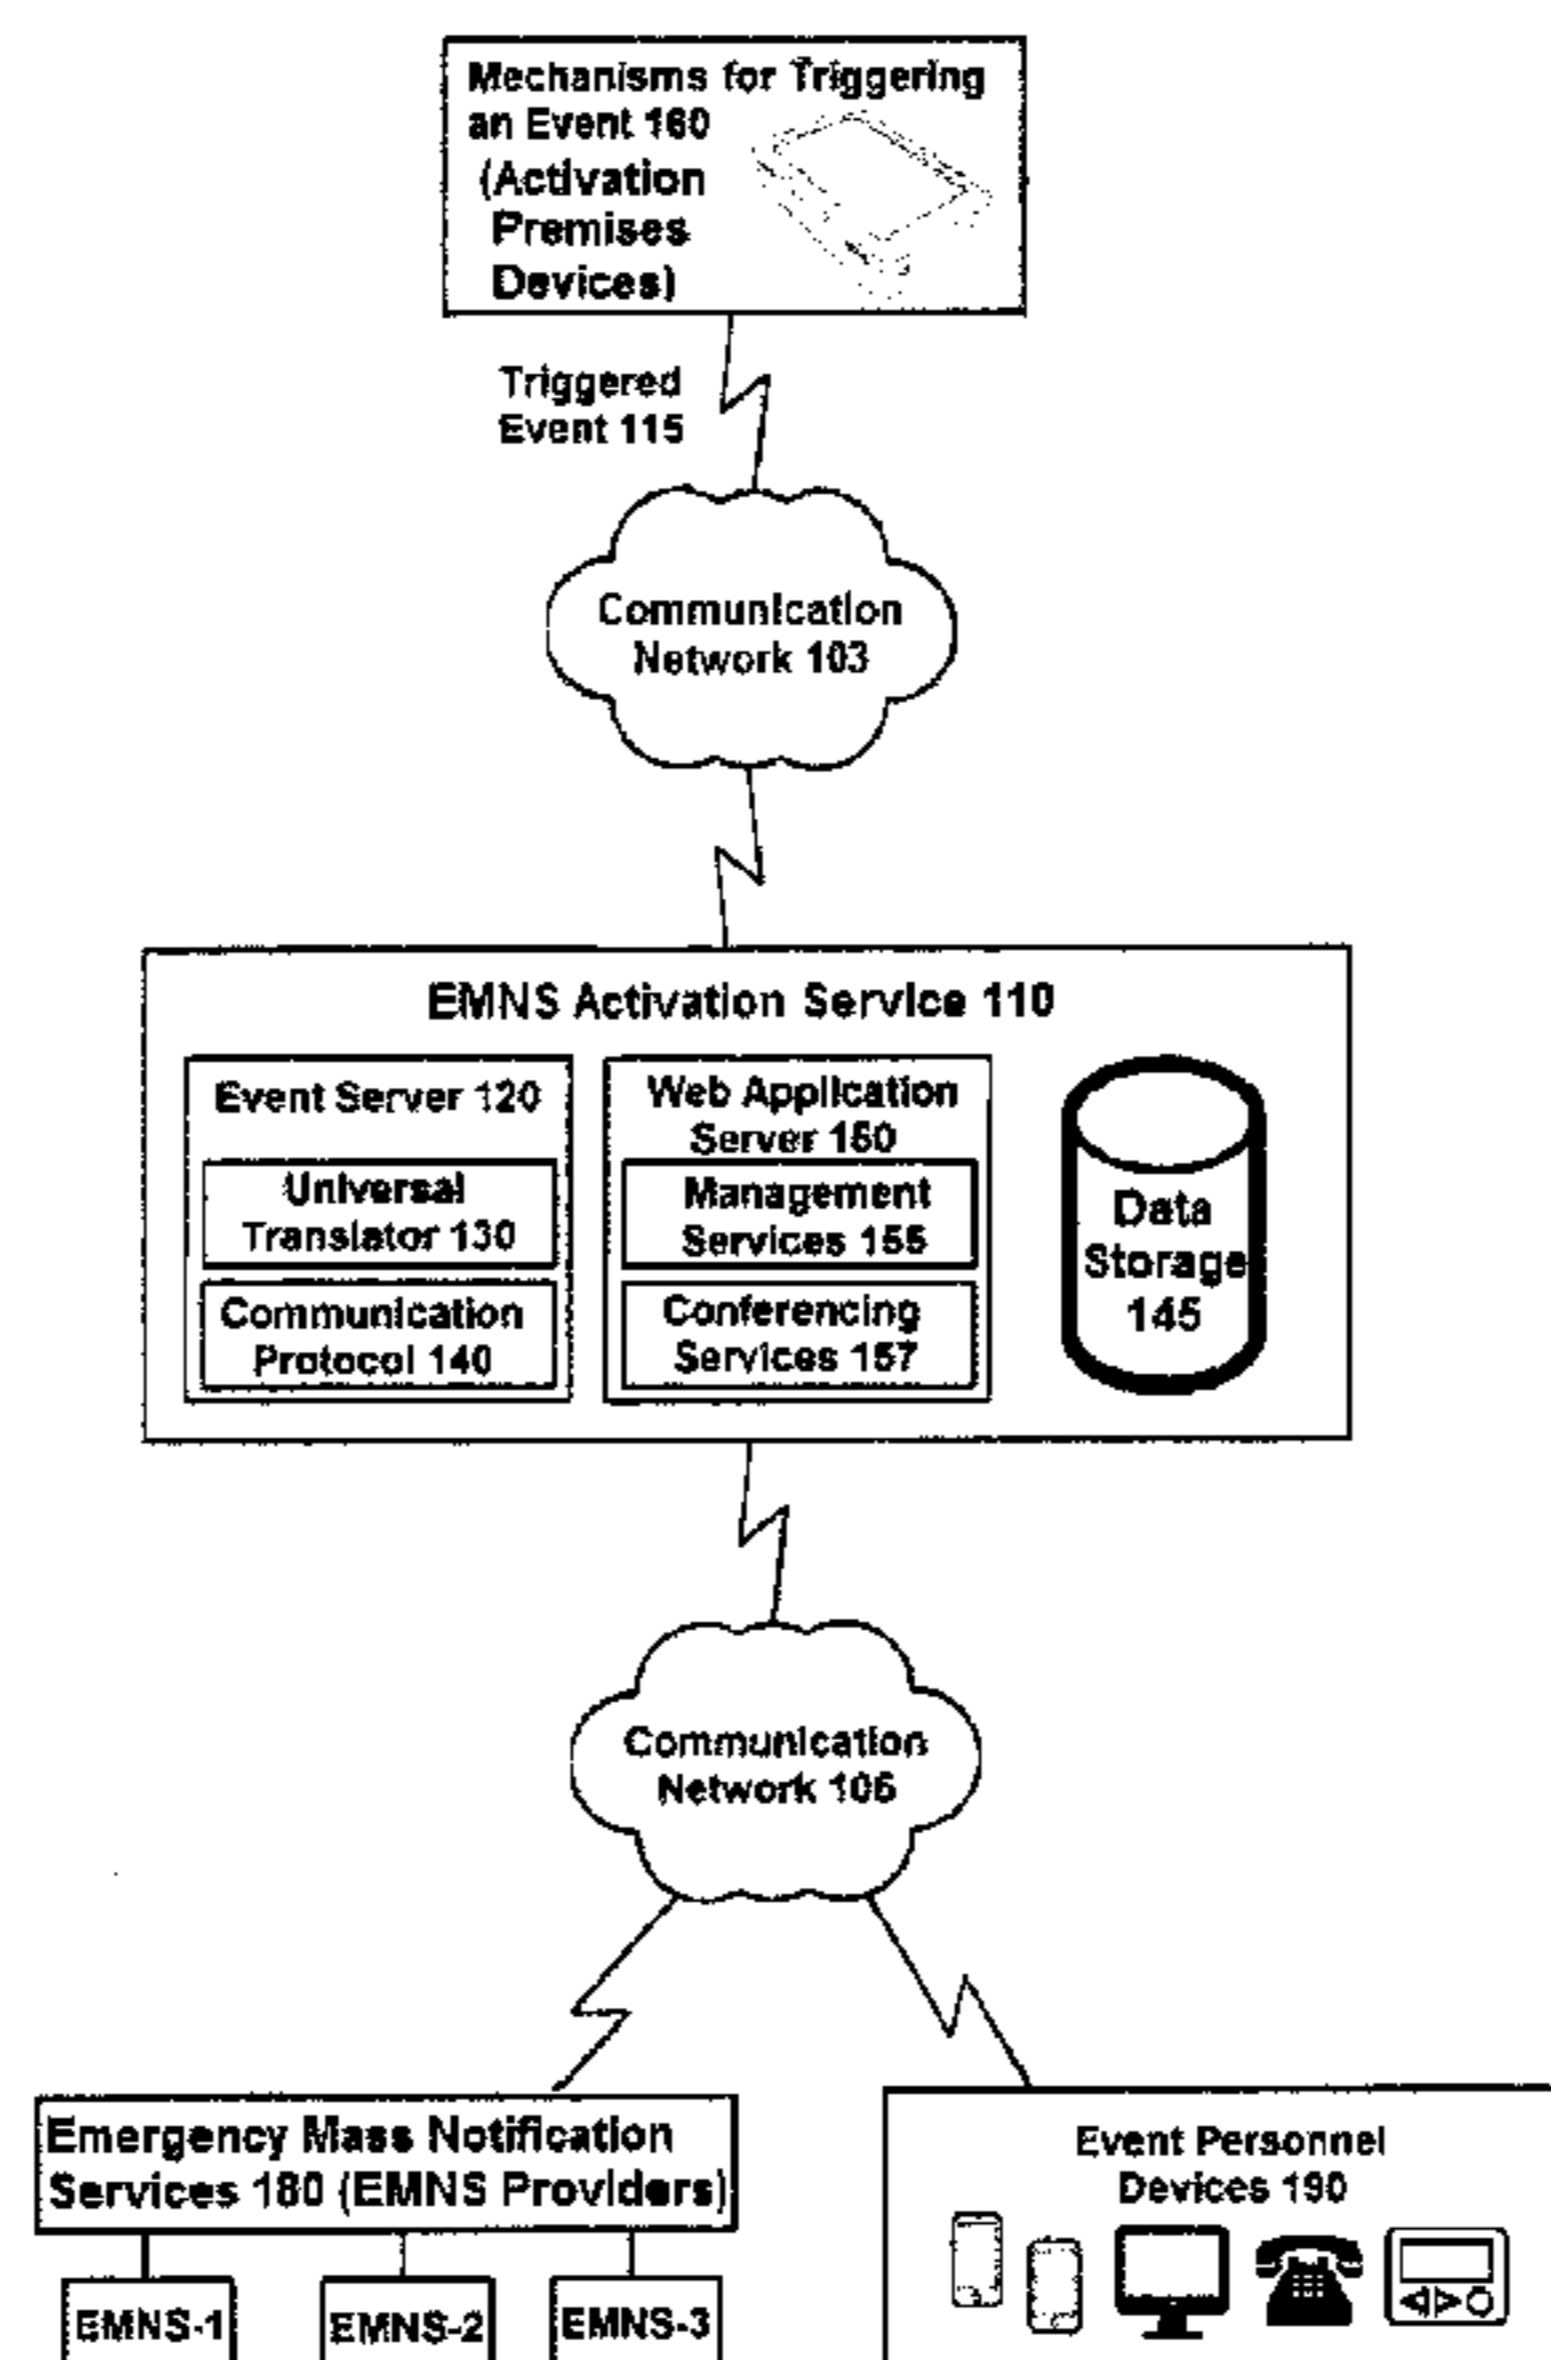 Mechanisms for Triggering
an Event 160
(Activation
Premises
Devices)
Triggered
Event 115
Communication
Network 103
EMNS Activation Service 110
Event Server 120
Universal
Translator 130
Communication
Protocol 140
Web Application
Server 150
Management
Services 155
Conferencing
Services 157
Data
Storage
145
Communication
Network 105
Emergency Mass Notification
Services 180 (EMNS Providers)
EMNS-1
EMNS-2
EMNS-3
Event Personnel
Devices 190